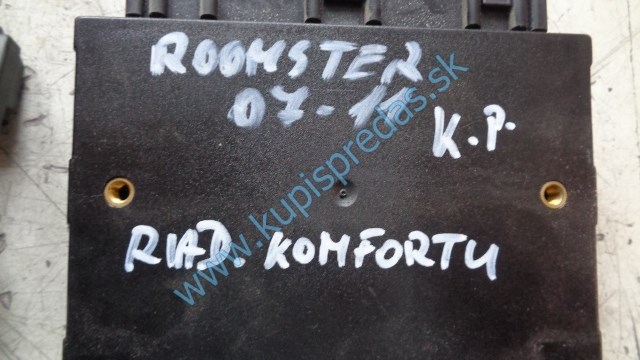 ROOMSTER
07-11
K.P.
RIAD. KOMFORTU
www.kupispredas.sk